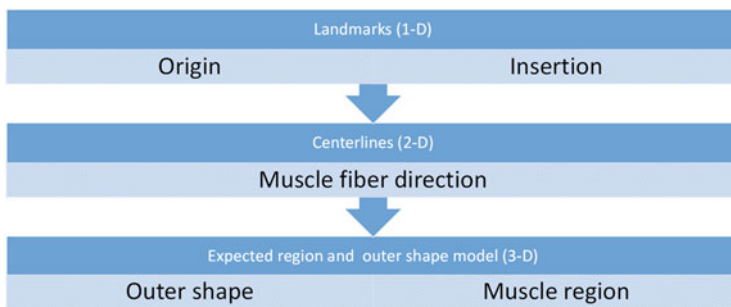 Landmarks (1-D)
Origin Insertion
Centerlines (2-D)
Muscle fiber direction
Expected region and outer shape model (3-D)
Outer shape Muscle region